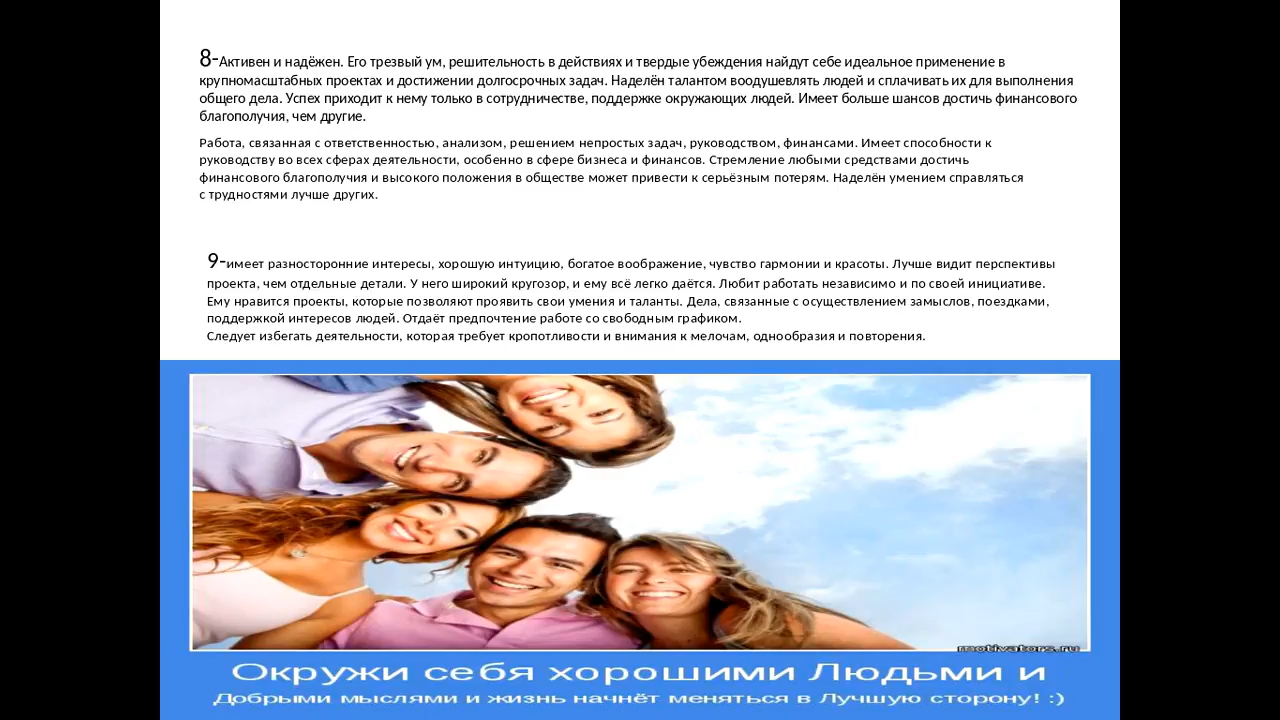 8-Активен и надёжен. Его трезвый ум, решительность в действиях и твердые убеждения найдут себе идеальное применение в
крупномасштабных проектах и достижении долгосрочных задач. Наделён талантом воодушевлять людей и сплачивать их для выполнения
общего дела. Успех приходит к нему только в сотрудничестве, поддержке окружающих людей. Имеет больше шансов достичь финансового
благополучия, чем другие.
Работа, связанная с ответственностью, анализом, решением непростых задач, руководством, финансами. Имеет способности к
руководству во всех сферах деятельности, особенно в сфере бизнеса и финансов. Стремление любыми средствами достичь
финансового благополучия и высокого положения в обществе может привести к серьёзным потерям. Наделён умением справляться
с трудностями лучше других.
9-имеет разносторонние интересы, хорошую интуицию, богатое воображение, чувство гармонии и красоты. Лучше видит перспективы
проекта, чем отдельные детали. У него широкий кругозор, и ему всё легко даётся. Любит работать независимо и по своей инициативе.
Ему нравится проекты, которые позволяют проявить свои умения и таланты. Дела, связанные с осуществлением замыслов, поездками,
поддержкой интересов людей. Отдаёт предпочтение работе со свободным графиком.
Следует избегать деятельности, которая требует кропотливости и внимания к мелочам, однообразия и повторения.
motivators.ru
Окружи себя хорошими Людьми и
Добрыми мыслями и жизнь начнёт меняться в Лучшую сторону! :)